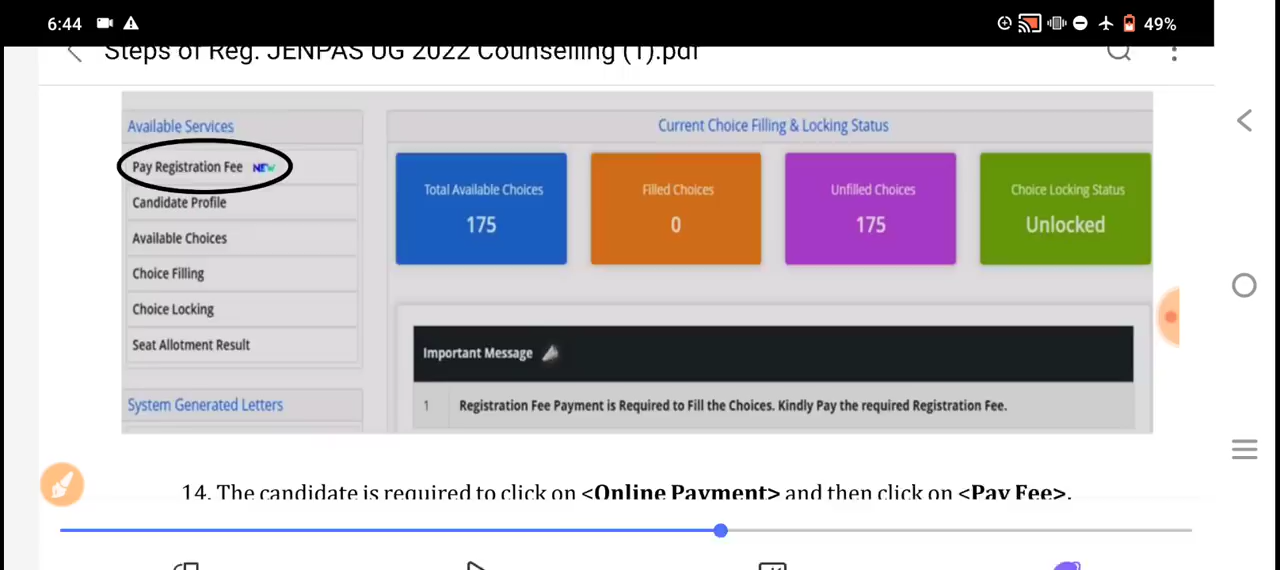 6:44
49%
Steps of Reg. JENPAS UG 2022 Counselling (1).pdf
Available Services
Pay Registration Fee NEW
Candidate Profile
Available Choices
Choice Filling
Choice Locking
Seat Allotment Result
System Generated Letters
Current Choice Filling & Locking Status
Total Available Choices
175
Filled Choices
0
Unfilled Choices
175
Choice Locking Status
Unlocked
Important Message
1 Registration Fee Payment is Required to Fill the Choices. Kindly Pay the required Registration Fee.
14. The candidate is required to click on <Online Payment> and then click on <Pay Fee>.